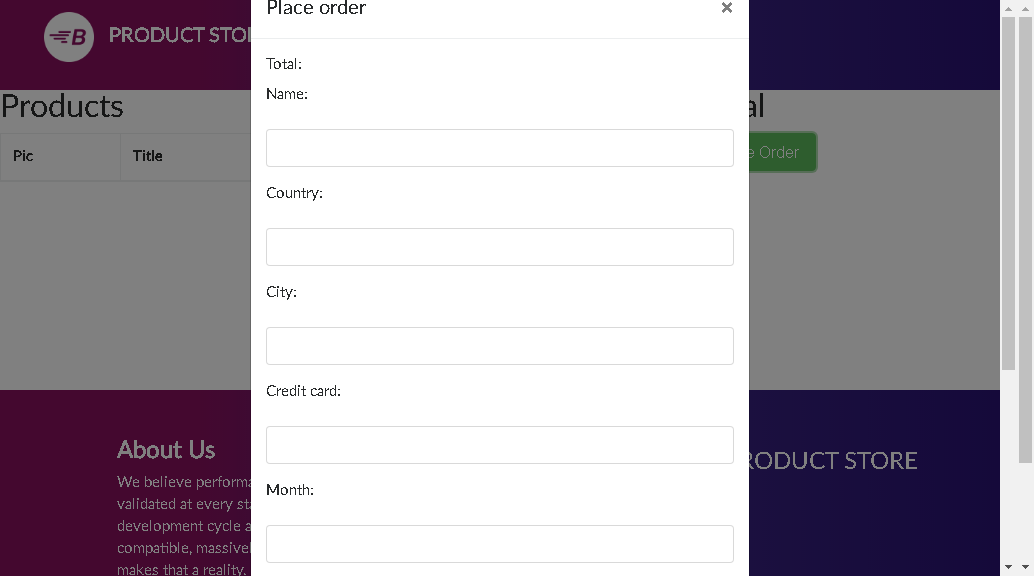 Place order
×
B
PRODUCT STO
Total:
Name:
Products
al
Pic
Title
e Order
Country:
City:
Credit card:
Month:
About Us
We believe performa
validated at every sta
development cycle a
compatible, massivel
makes that a reality.
RODUCT STORE